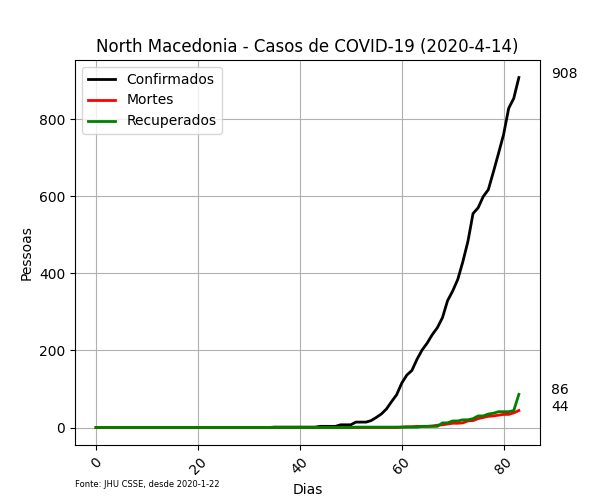 North Macedonia - Casos de COVID-19 (2020-4-14)
Confirmados
Mortes
Recuperados
908
86
44
Pessoas
800
600
400
200
0
0
20
40
60
80
Dias
Fonte: JHU CSSE, desde 2020-1-22